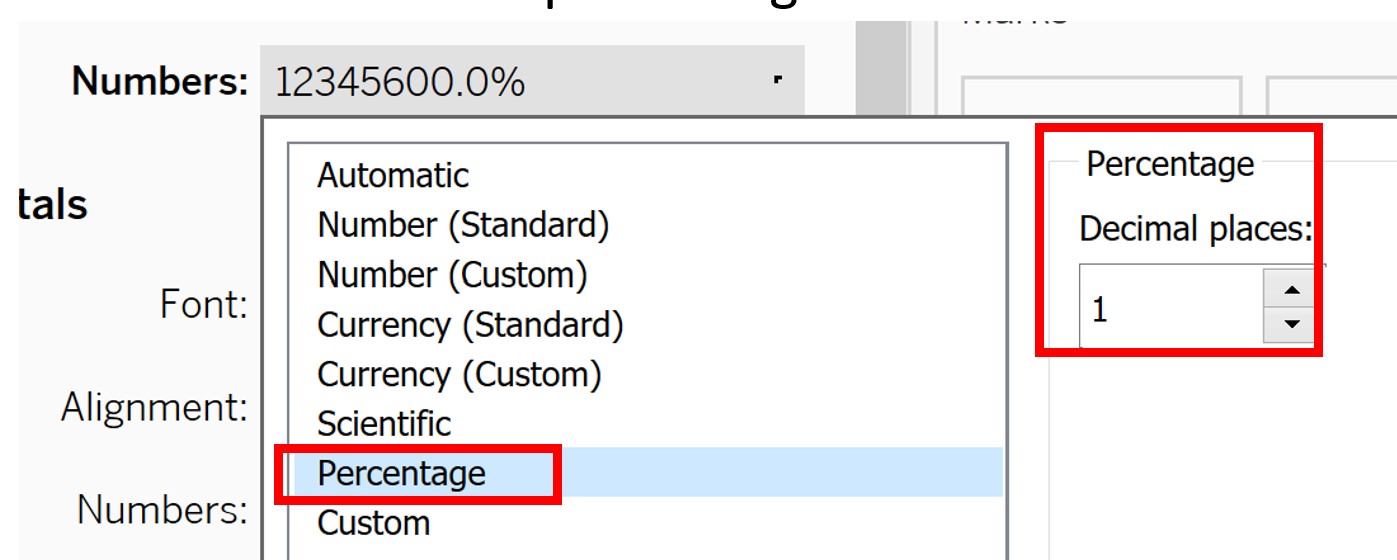 Numbers: 12345600.0%
Automatic
Number (Standard)
Number (Custom)
Currency (Standard)
Currency (Custom)
Scientific
Percentage
Custom
Percentage
Decimal places:
1
tals
Font:
Alignment:
Numbers: